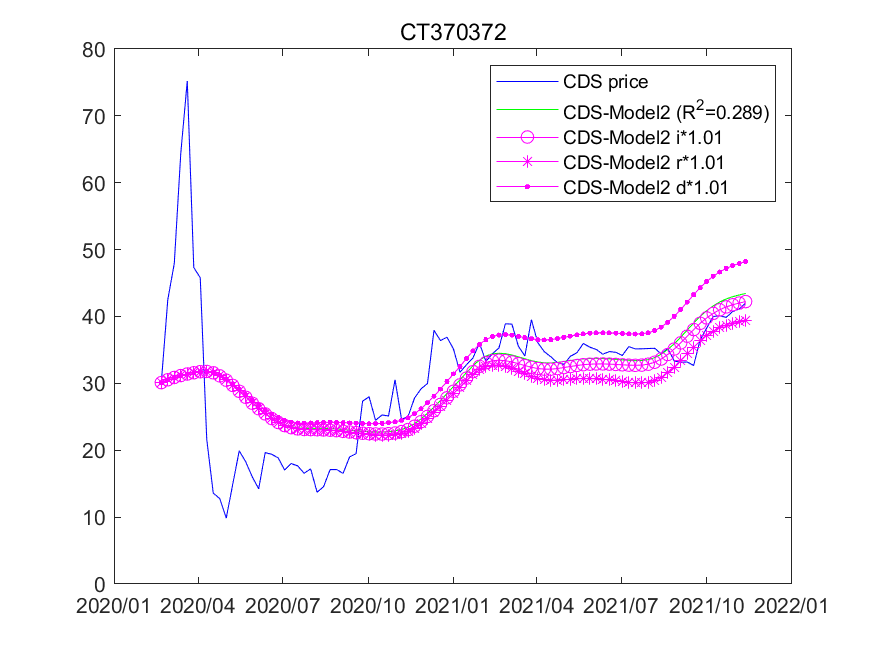 CT370372
80
70
60
50
40
30
20
10
0
CDS price
CDS-Model2 (R²=0.289)
CDS-Model2 i*1.01
CDS-Model2 r*1.01
CDS-Model2 d*1.01
2020/01 2020/04 2020/07 2020/10 2021/01 2021/04 2021/07 2021/10 2022/01